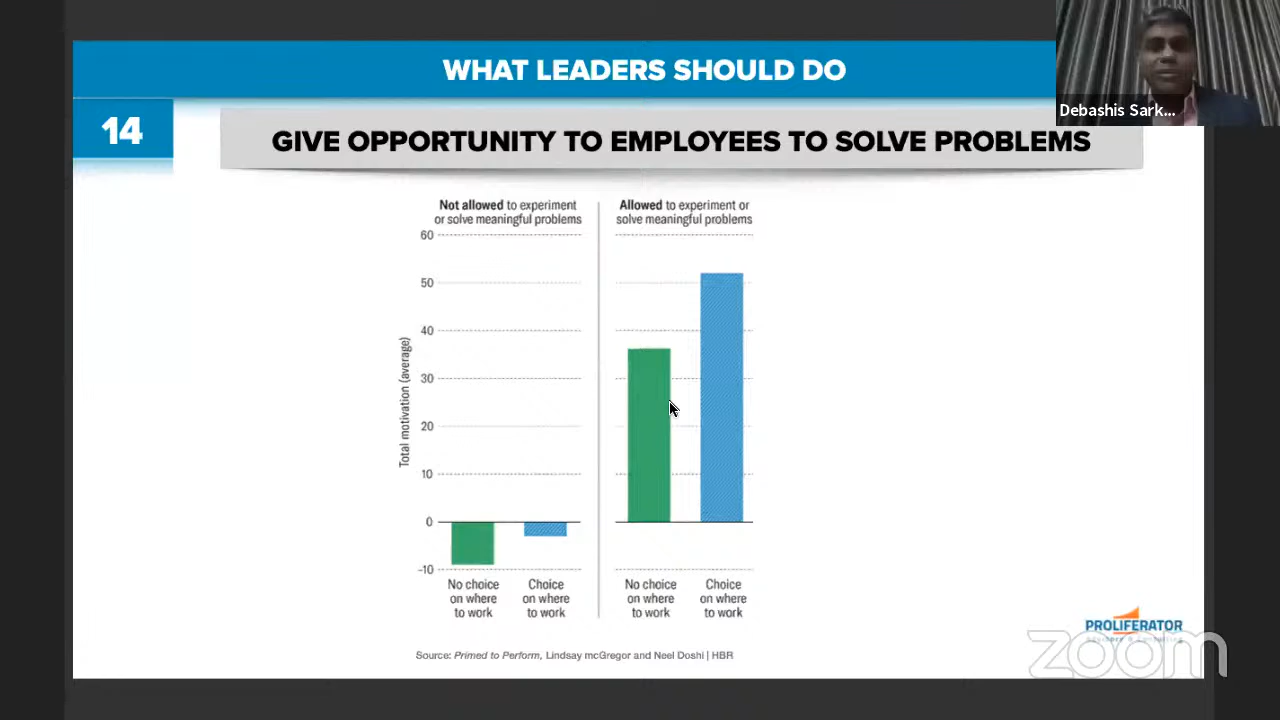 WHAT LEADERS SHOULD DO
Debashis Sark...
14
GIVE OPPORTUNITY TO EMPLOYEES TO SOLVE PROBLEMS
Not allowed to experiment
or solve meaningful problems
Allowed to experiment or
solve meaningful problems
60
50
40
30
20
10
0
-10
Total motivation (average)
No choice
on where
to work
Choice
on where
to work
No choice
on where
to work
Choice
on where
to work
Source: Primed to Perform, Lindsay mcGregor and Neel Doshi | HBR
PROLIFERATOR
zoom